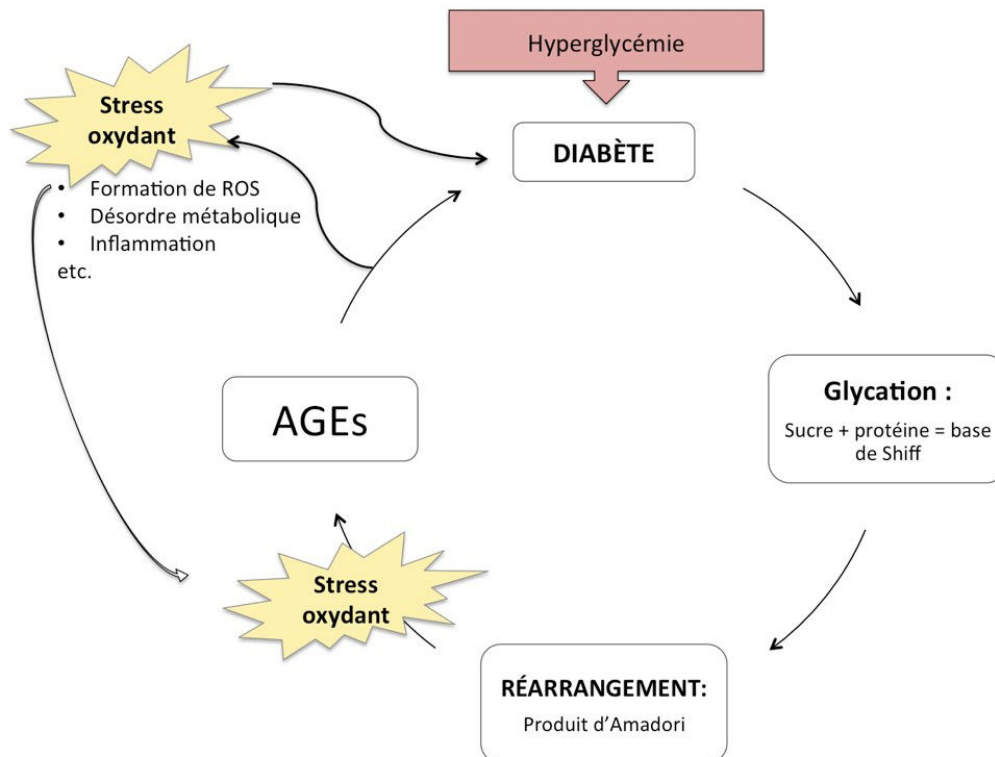 Hyperglycémie
Stress
oxydant
DIABÈTE
• Formation de ROS
• Désordre métabolique
• Inflammation
etc.
AGEs
Glycation :
Sucre + protéine = base
de Shiff
Stress
oxydant
RÉARRANGEMENT:
Produit d’Amadori